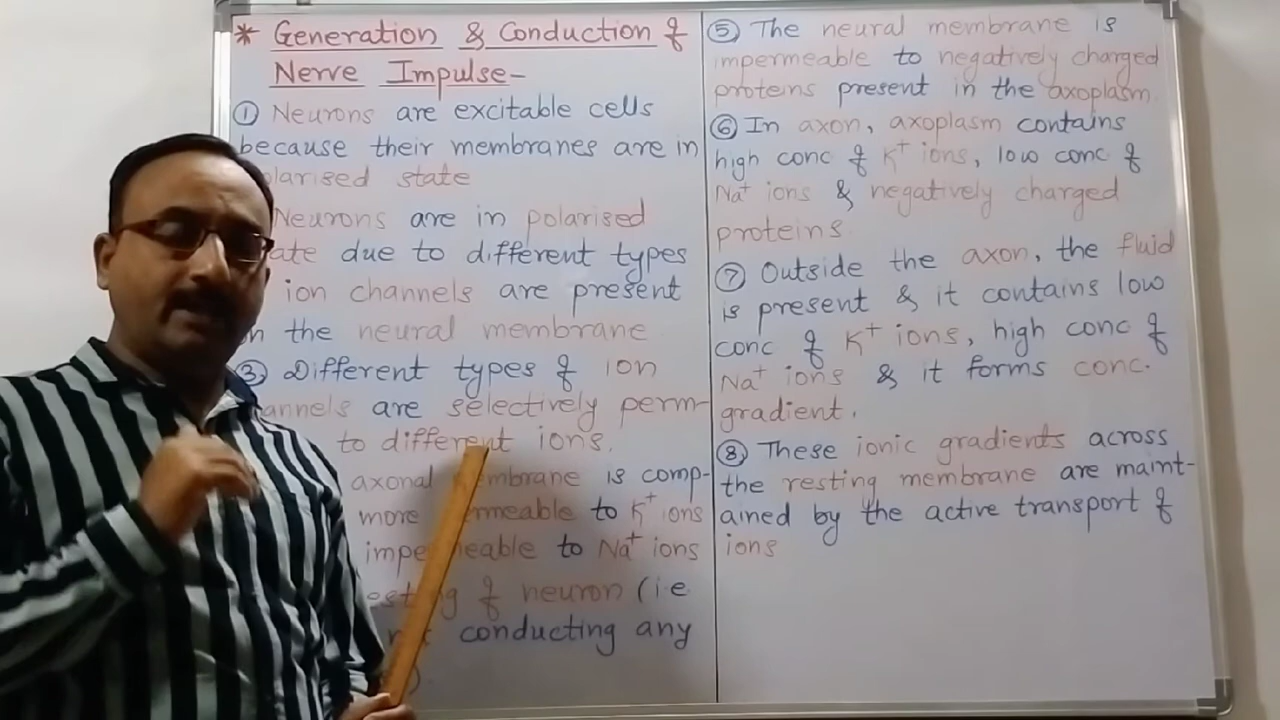 * Generation & Conduction of
Nerve Impulse-
① Neurons are excitable cells
because their membranes are in
larised state
Neurons are in polarised
ate due to different types
ion channels are present
n the neural membrane
③ Different types of ion
annels are selectively perm-
to different ions.
axonal embrane is comp-
more meable to K+ ions
impe eable to Na+ ions
est g of neuron (i.e
conducting any
⑤ The neural membrane is
impermeable to negatively charged
proteins present in the axoplasm
⑥ In axon, axoplasm contains
high conc of K+ ions, low conc of
Na+ ions & negatively charged
proteins
⑦ Outside the axon, the fluid
is present & it contains low
conc of K+ ions, high conc of
Na+ ions & it forms conc.
gradient.
⑧ These ionic gradients across
the resting membrane are maint-
ained by the active transport of
ions